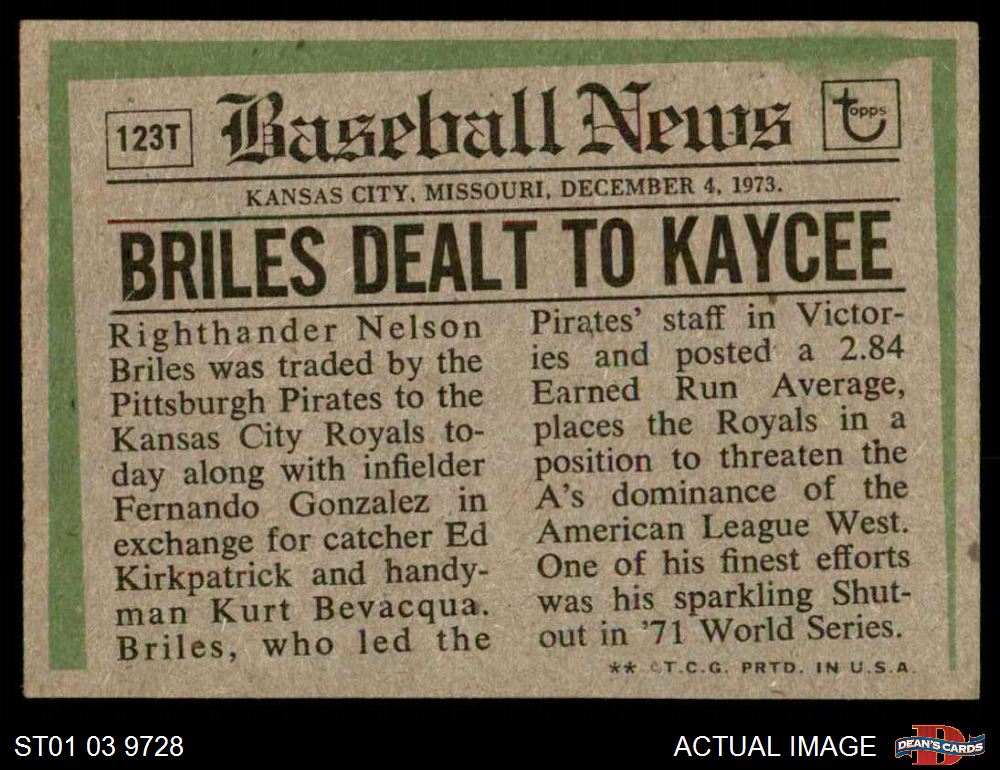 123T
Baseball News
topps
KANSAS CITY, MISSOURI, DECEMBER 4, 1973.
BRILES DEALT TO KAYCEE
Righthander Nelson
Briles was traded by the
Pittsburgh Pirates to the
Kansas City Royals to-
day along with infielder
Fernando Gonzalez in
exchange for catcher Ed
Kirkpatrick and handy-
man Kurt Bevacqua.
Briles, who led the
Pirates' staff in Victor-
ies and posted a 2.84
Earned Run Average,
places the Royals in a
position to threaten the
A's dominance of the
American League West.
One of his finest efforts
was his sparkling Shut-
out in '71 World Series.
** ©T.C.G. PRTD. IN U.S.A.
ST01 03 9728
ACTUAL IMAGE
DEAN'S CARDS